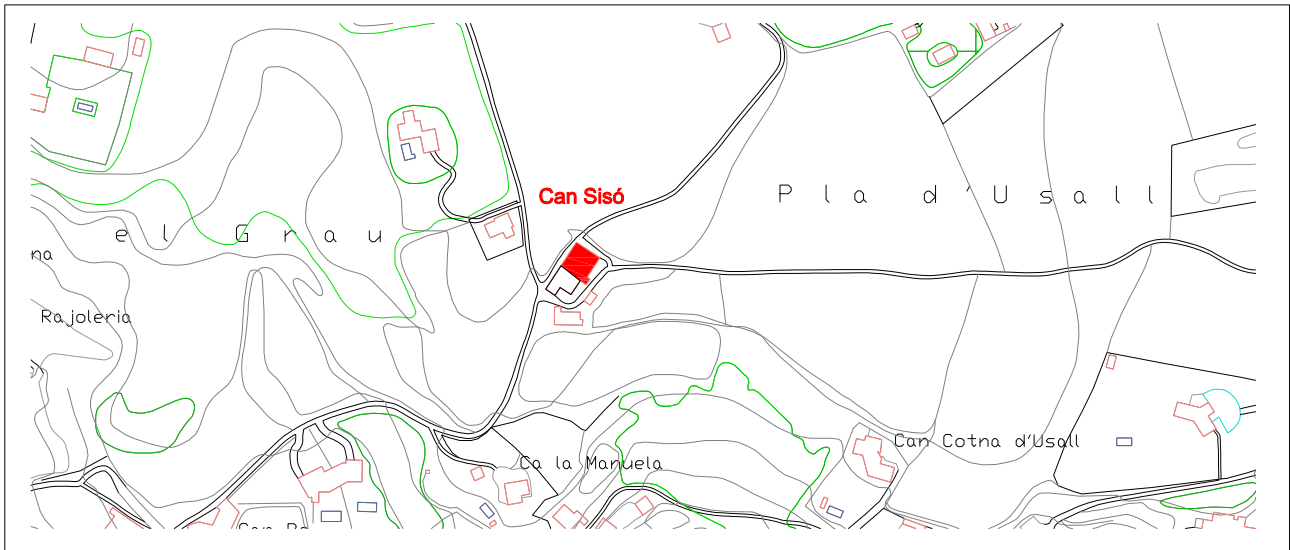 Can Sisó
Pla d'Usall
el Grau
na
Rajoleria
Can Cotna d'Usall
Ca la Manuela